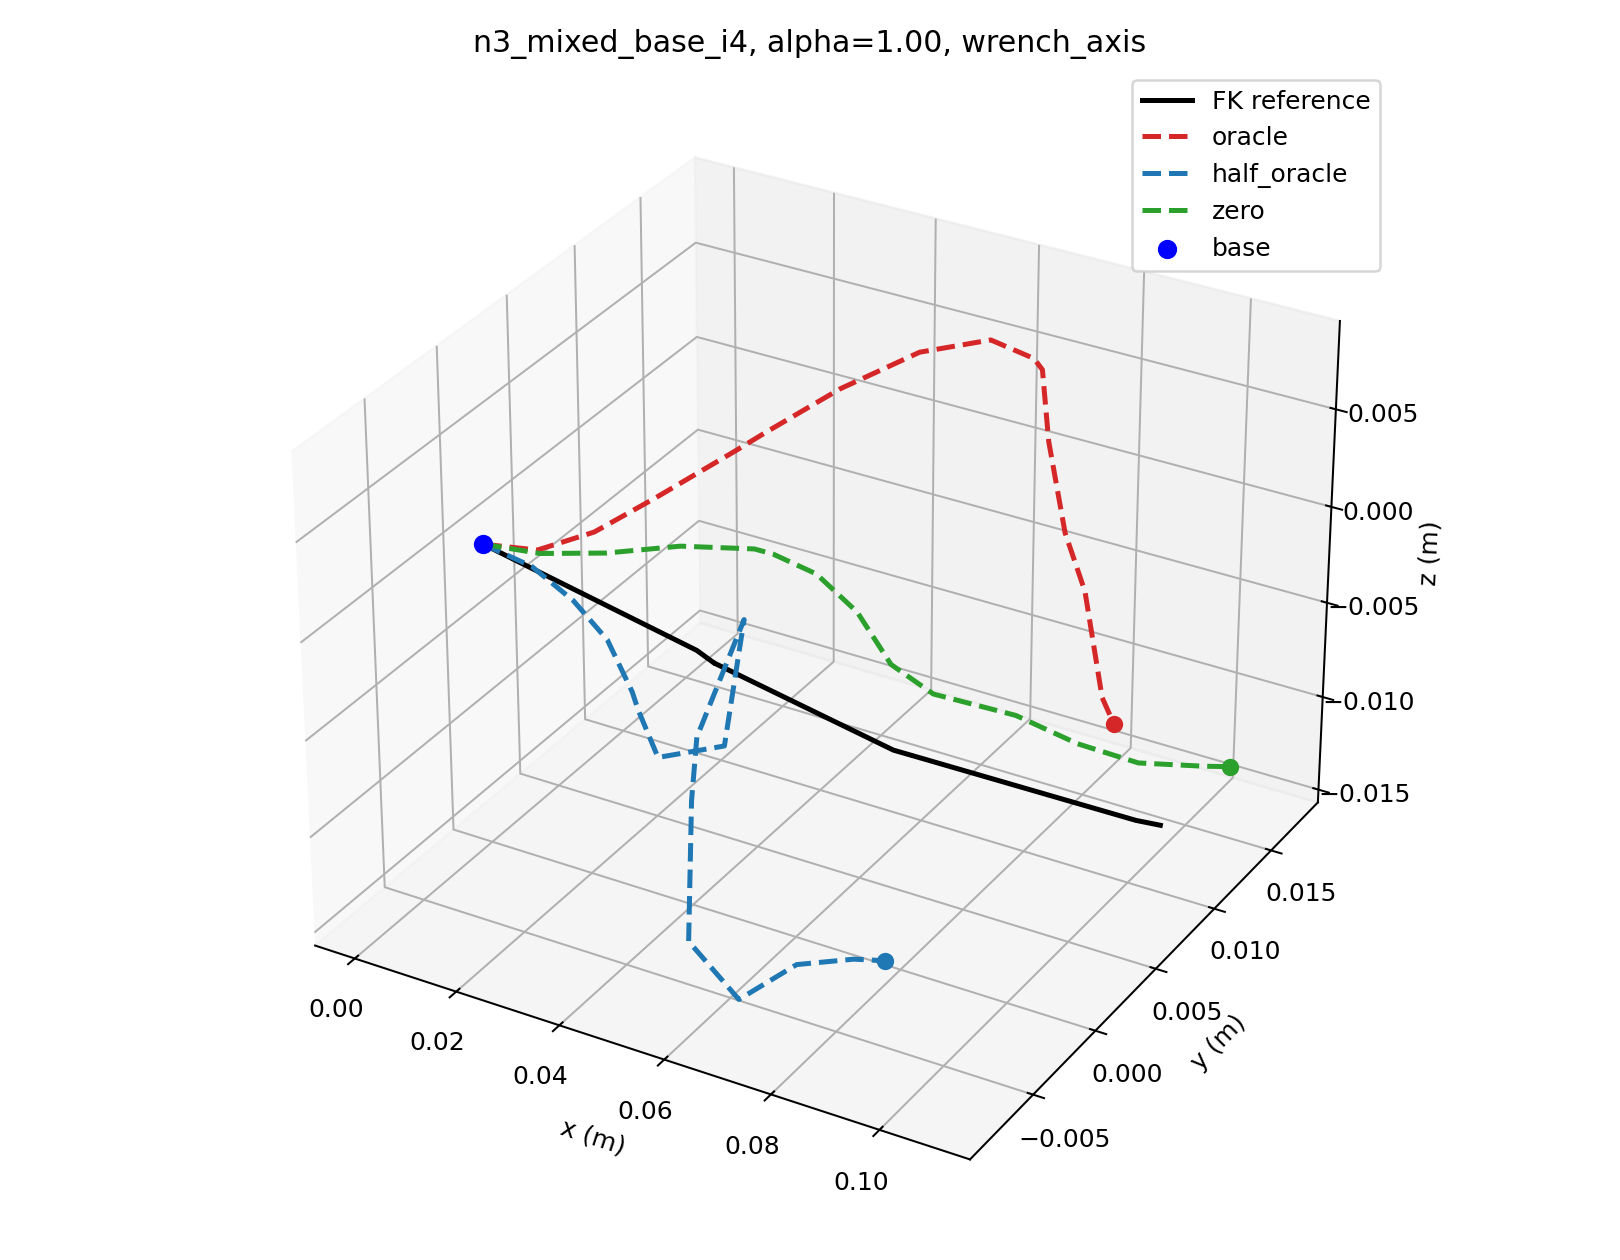 n3_mixed_base_i4, alpha=1.00, wrench_axis
FK reference
oracle
half_oracle
zero
base
0.005
0.000
−0.005
−0.010
−0.015
z (m)
0.015
0.010
0.005
0.000
−0.005
y (m)
0.00
0.02
0.04
0.06
0.08
0.10
x (m)